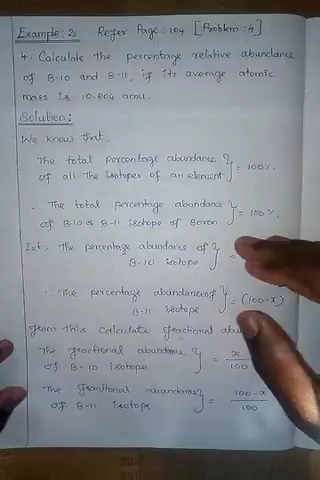 Example: 2, Refer Page: 104 [Problem: 4]
4. Calculate the percentage relative abundance
of B-10 and B-11, if its average atomic
mass is 10.804 amu.
Solution:
We know that,
The total percentage abundance
of all the isotopes of an element } = 100%.
∴ The total percentage abundance
of B-10 & B-11 isotope of Boron } = 100%.
let, the percentage abundance of
B-10 isotope } =
∴ The percentage abundance of
B-11 isotope } = (100-x)
from this calculate fractional
The fractional abundance
of B-10 isotope } = x/100
The fractional abundance
of B-11 isotope } = 100-x/100